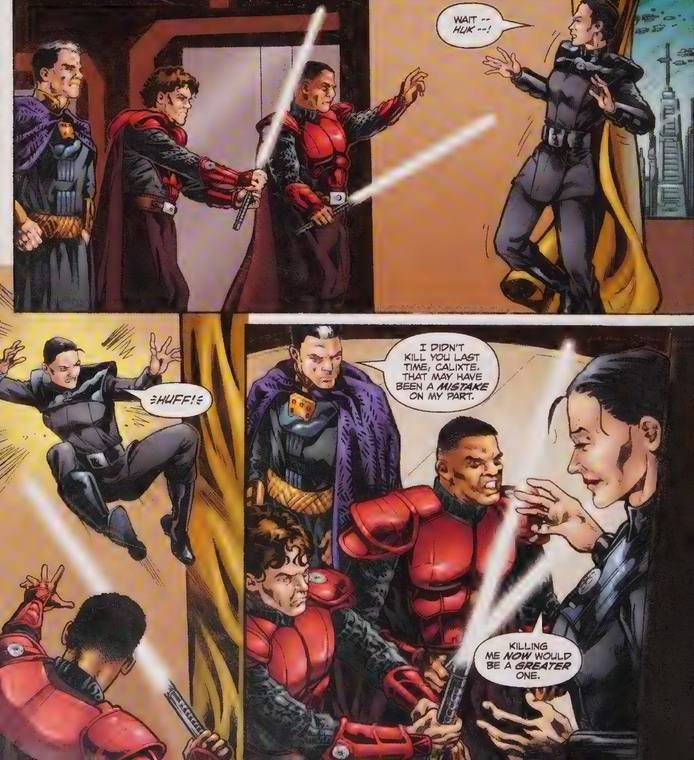 WAIT --
HUK --!
HUFF!
I DIDN'T
KILL YOU LAST
TIME, CALIXTE.
THAT MAY HAVE
BEEN A MISTAKE
ON MY PART.
KILLING
ME NOW WOULD
BE A GREATER
ONE.